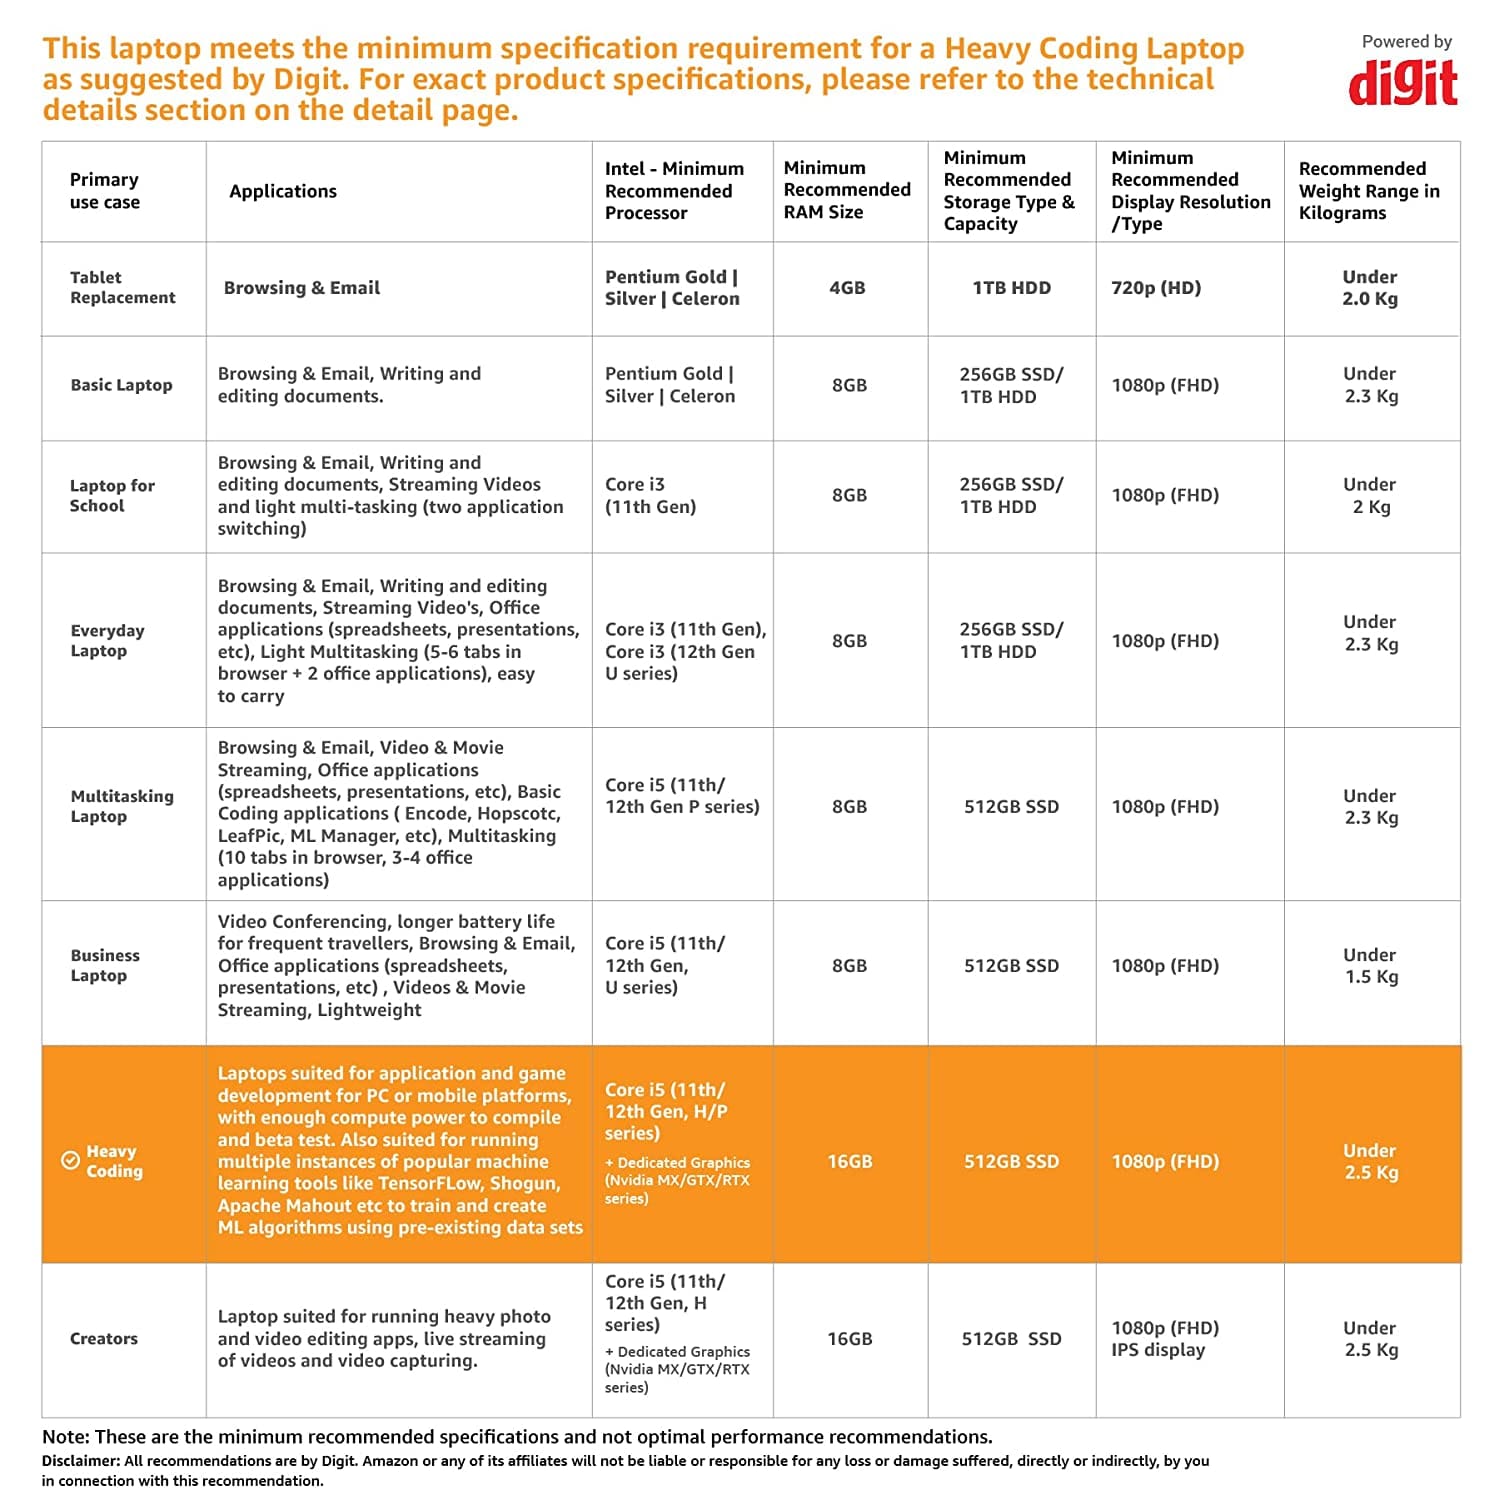 This laptop meets the minimum specification requirement for a Heavy Coding Laptop
as suggested by Digit. For exact product specifications, please refer to the technical
details section on the detail page.
Powered by
digit
Primary
use case
Applications
Intel - Minimum
Recommended
Processor
Minimum
Recommended
RAM Size
Minimum
Recommended
Storage Type &
Capacity
Minimum
Recommended
Display Resolution
/Type
Recommended
Weight Range in
Kilograms
Tablet
Replacement
Browsing & Email
Pentium Gold |
Silver | Celeron
4GB
1TB HDD
720p (HD)
Under
2.0 Kg
Basic Laptop
Browsing & Email, Writing and
editing documents.
Pentium Gold |
Silver | Celeron
8GB
256GB SSD/
1TB HDD
1080p (FHD)
Under
2.3 Kg
Laptop for
School
Browsing & Email, Writing and
editing documents, Streaming Videos
and light multi-tasking (two application
switching)
Core i3
(11th Gen)
8GB
256GB SSD/
1TB HDD
1080p (FHD)
Under
2 Kg
Everyday
Laptop
Browsing & Email, Writing and editing
documents, Streaming Video's, Office
applications (spreadsheets, presentations,
etc), Light Multitasking (5-6 tabs in
browser + 2 office applications), easy
to carry
Core i3 (11th Gen),
Core i3 (12th Gen
U series)
8GB
256GB SSD/
1TB HDD
1080p (FHD)
Under
2.3 Kg
Multitasking
Laptop
Browsing & Email, Video & Movie
Streaming, Office applications
(spreadsheets, presentations, etc), Basic
Coding applications ( Encode, Hopscotc,
LeafPic, ML Manager, etc), Multitasking
(10 tabs in browser, 3-4 office
applications)
Core i5 (11th/
12th Gen P series)
8GB
512GB SSD
1080p (FHD)
Under
2.3 Kg
Business
Laptop
Video Conferencing, longer battery life
for frequent travellers, Browsing & Email,
Office applications (spreadsheets,
presentations, etc) , Videos & Movie
Streaming, Lightweight
Core i5 (11th/
12th Gen,
U series)
8GB
512GB SSD
1080p (FHD)
Under
1.5 Kg
Heavy
Coding
Laptops suited for application and game
development for PC or mobile platforms,
with enough compute power to compile
and beta test. Also suited for running
multiple instances of popular machine
learning tools like TensorFLow, Shogun,
Apache Mahout etc to train and create
ML algorithms using pre-existing data sets
Core i5 (11th/
12th Gen, H/P
series)
+ Dedicated Graphics
(Nvidia MX/GTX/RTX
series)
16GB
512GB SSD
1080p (FHD)
Under
2.5 Kg
Creators
Laptop suited for running heavy photo
and video editing apps, live streaming
of videos and video capturing.
Core i5 (11th/
12th Gen, H
series)
+ Dedicated Graphics
(Nvidia MX/GTX/RTX
series)
16GB
512GB SSD
1080p (FHD)
IPS display
Under
2.5 Kg
Note: These are the minimum recommended specifications and not optimal performance recommendations.
Disclaimer: All recommendations are by Digit. Amazon or any of its affiliates will not be liable or responsible for any loss or damage suffered, directly or indirectly, by you
in connection with this recommendation.